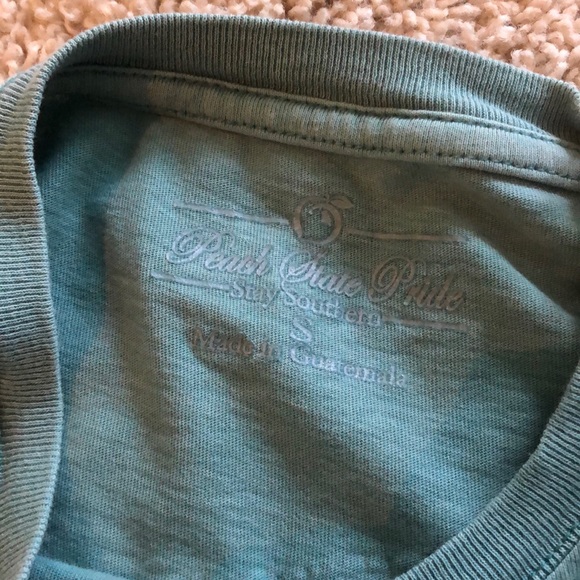 Peach State Pride
Stay Southern
S
Made in Guatemala